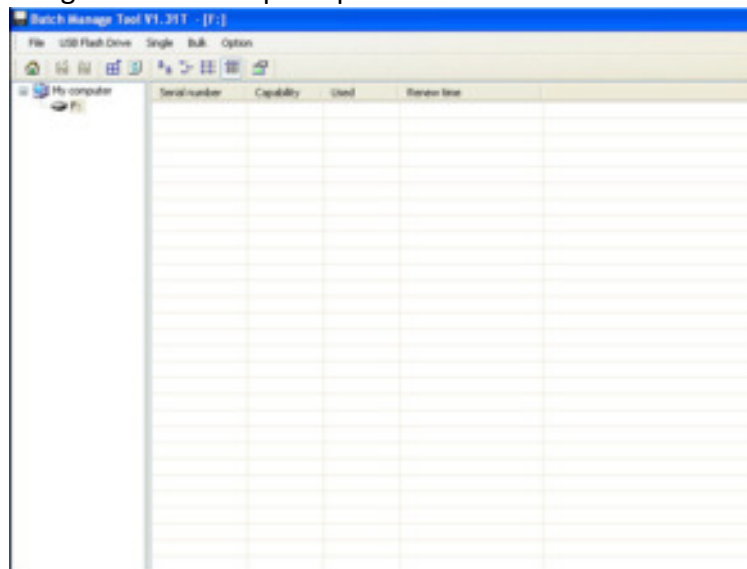 Batch Manage Tool V1.31T - [F:]
File USB Flash Drive Single Bulk Option
My computer
F:
Serial number Capability Used Renew time